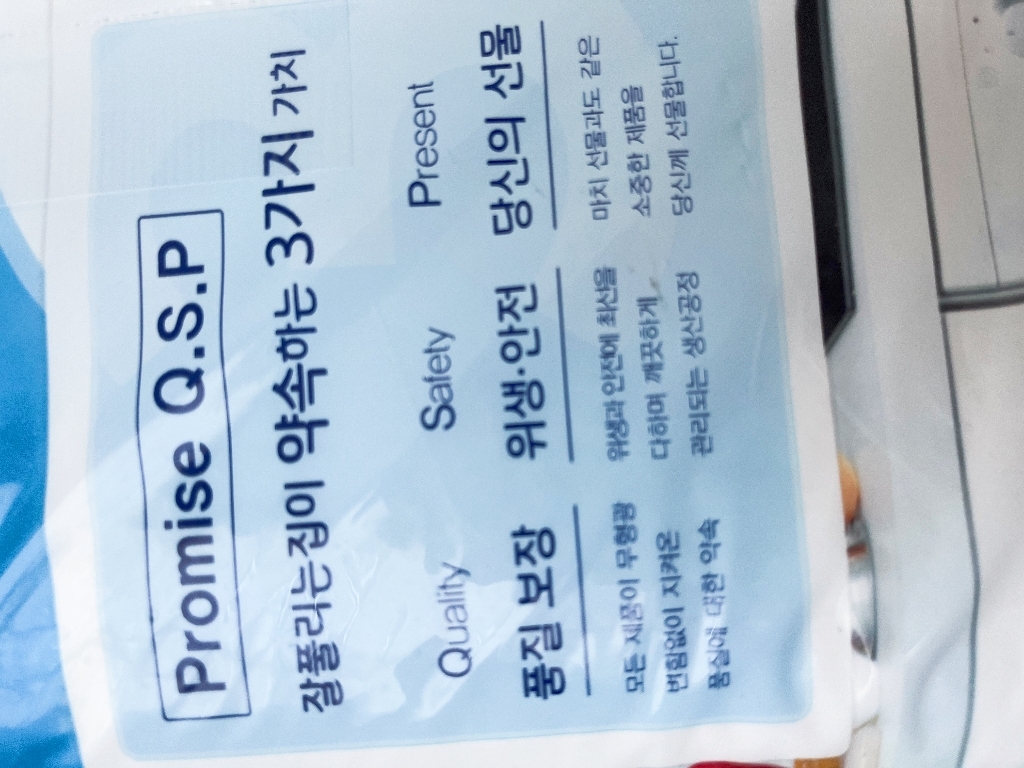 Promise Q.S.P
잘풀리는집이 약속하는 3가지 가치
Quality
품질 보장
모든 제품이 무형광
변함없이 지켜온
품질에 대한 약속
Safety
위생·안전
위생과 안전에 최선을
다하며 깨끗하게
관리되는 생산공정
Present
당신의 선물
마치 선물과도 같은
소중한 제품을
당신께 선물합니다.